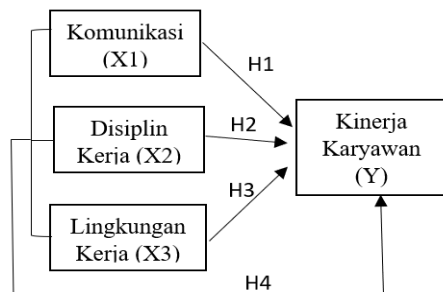 Komunikasi
(X1)
H1
Disiplin
Kerja (X2)
H2
Kinerja
Karyawan
(Y)
H3
Lingkungan
Kerja (X3)
H4